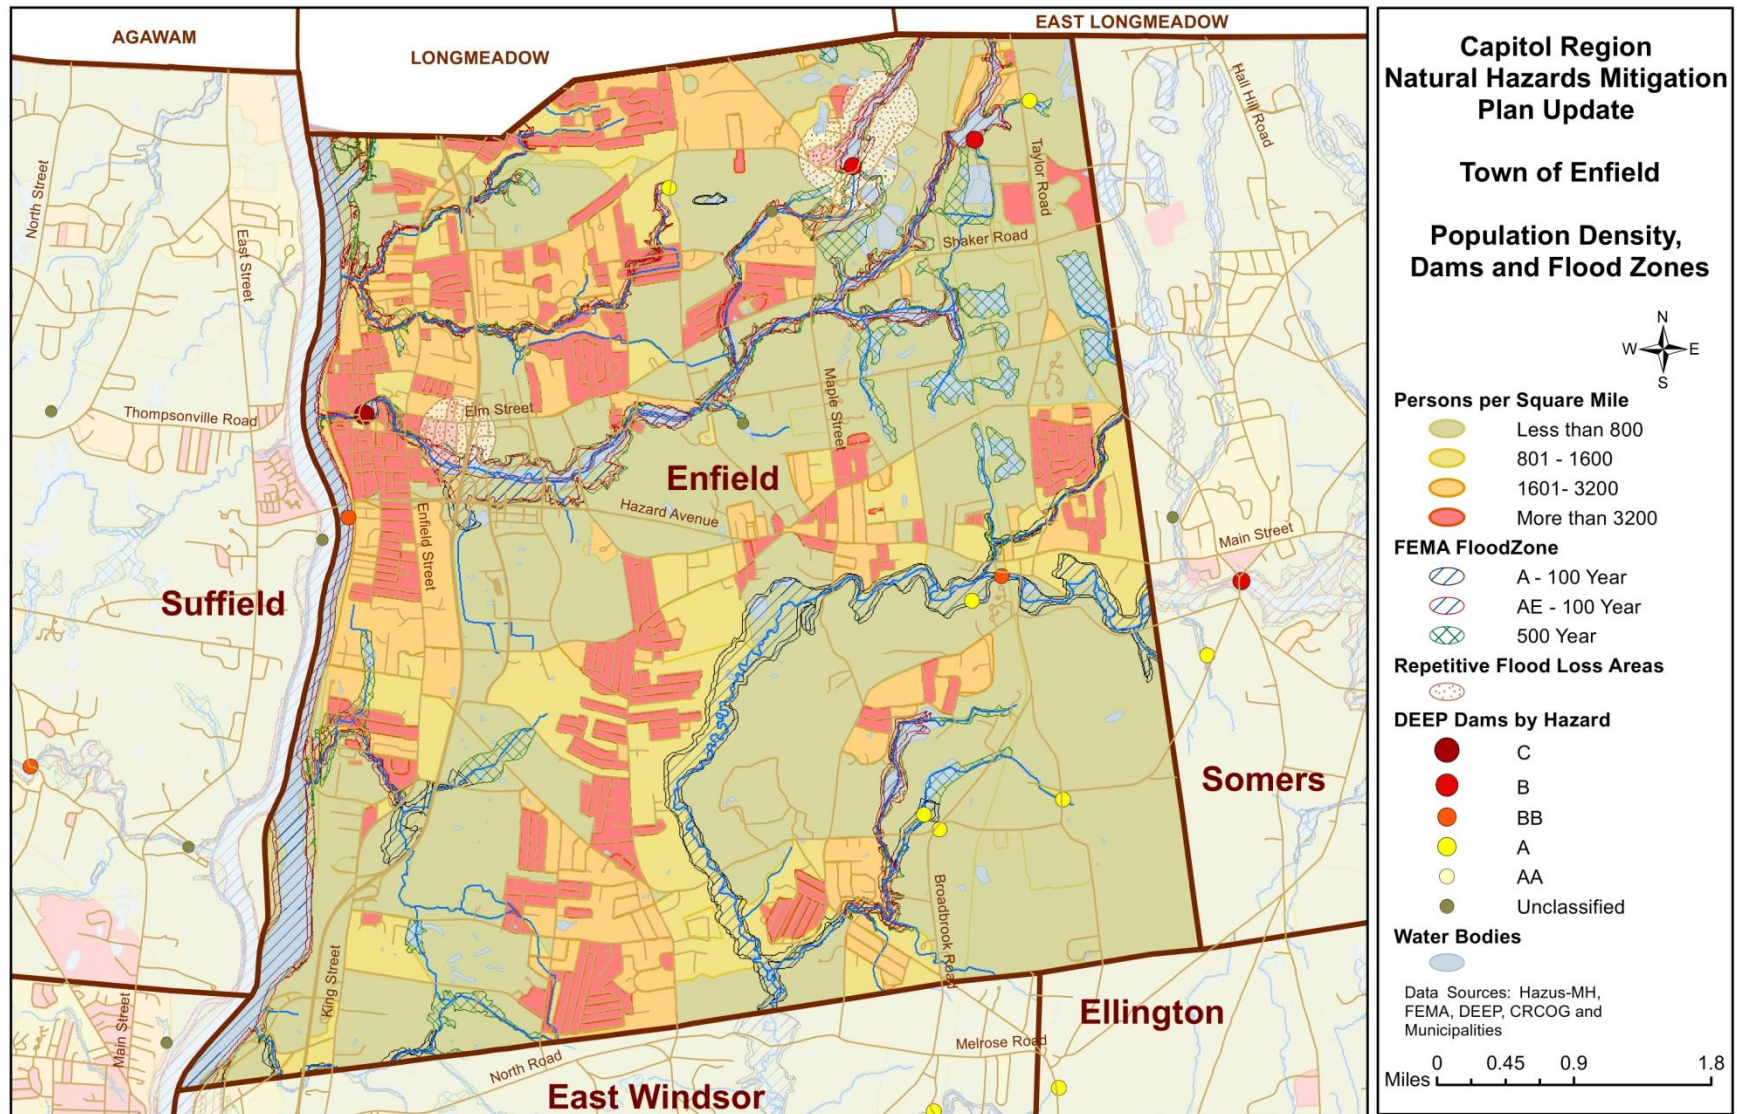 AGAWAM
LONGMEADOW
EAST LONGMEADOW
North Street
East Street
Hall Hill Road
Taylor Road
Shaker Road
Thompsonville Road
Elm Street
Maple Street
Enfield
Hazard Avenue
Enfield Street
Main Street
Suffield
Somers
Broadbrook Road
King Street
Main Street
Ellington
Melrose Road
North Road
East Windsor
Capitol Region
Natural Hazards Mitigation
Plan Update
Town of Enfield
Population Density,
Dams and Flood Zones
N
W E
S
Persons per Square Mile
Less than 800
801 - 1600
1601- 3200
More than 3200
FEMA FloodZone
A - 100 Year
AE - 100 Year
500 Year
Repetitive Flood Loss Areas
DEEP Dams by Hazard
C
B
BB
A
AA
Unclassified
Water Bodies
Data Sources: Hazus-MH,
FEMA, DEEP, CRCOG and
Municipalities
0 0.45 0.9 1.8
Miles